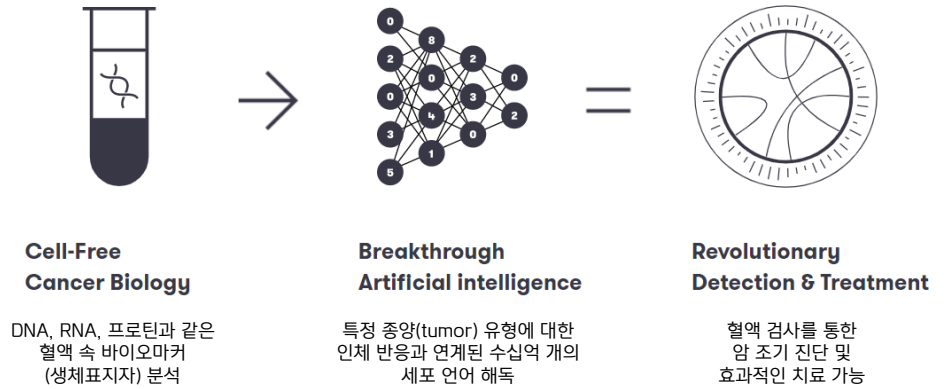 0
2
0
3
5
8
0
4
1
2
3
0
0
2
Cell-Free
Cancer Biology
DNA, RNA, 프로틴과 같은
혈액 속 바이오마커
(생체표지자) 분석
Breakthrough
Artificial intelligence
특정 종양(tumor) 유형에 대한
인체 반응과 연계된 수십억 개의
세포 언어 해독
Revolutionary
Detection & Treatment
혈액 검사를 통한
암 조기 진단 및
효과적인 치료 가능